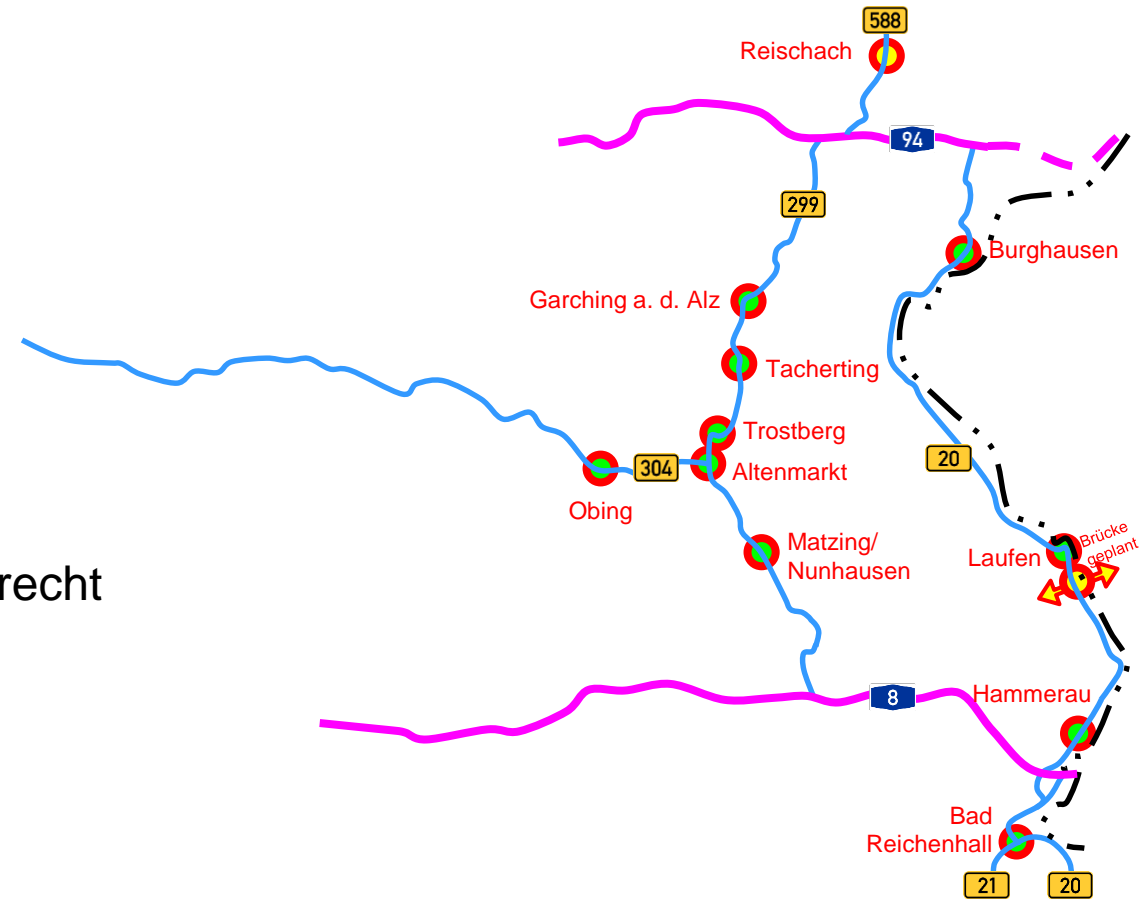 588
Reischach
94
299
Burghausen
Garching a. d. Alz
Tacherting
Trostberg
20
304
Altenmarkt
Obing
Brücke
geplant
Matzing/
Nunhausen
Laufen
recht
Hammerau
8
Bad
Reichenhall
21
20